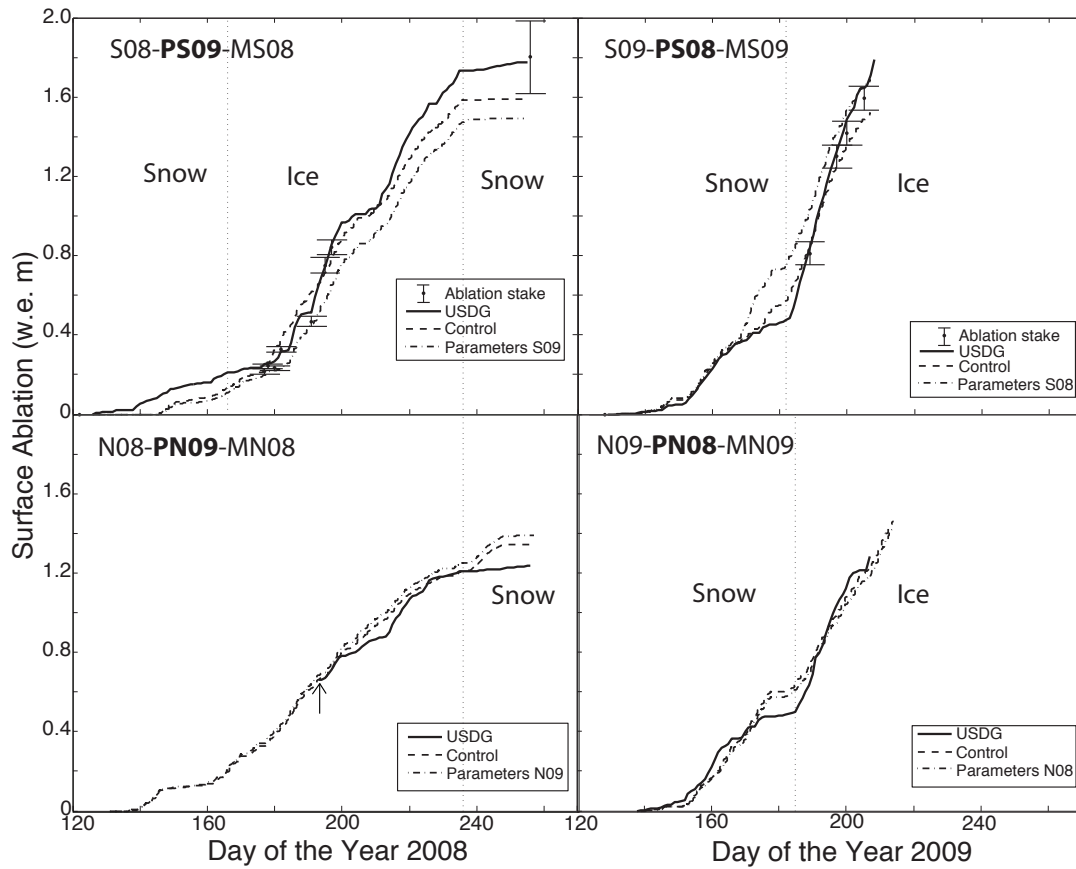 2.0
1.6
1.2
0.8
0.4
0
Surface Ablation (w.e. m)
S08-PS09-MS08
Snow
Ice
Snow
Ablation stake
USDG
Control
Parameters S09
S09-PS08-MS09
Snow
Ice
Ablation stake
USDG
Control
Parameters S08
1.6
1.2
0.8
0.4
0
N08-PN09-MN08
Snow
USDG
Control
Parameters N09
120 160 200 240
Day of the Year 2008
N09-PN08-MN09
Snow
Ice
USDG
Control
Parameters N08
120 160 200 240
Day of the Year 2009